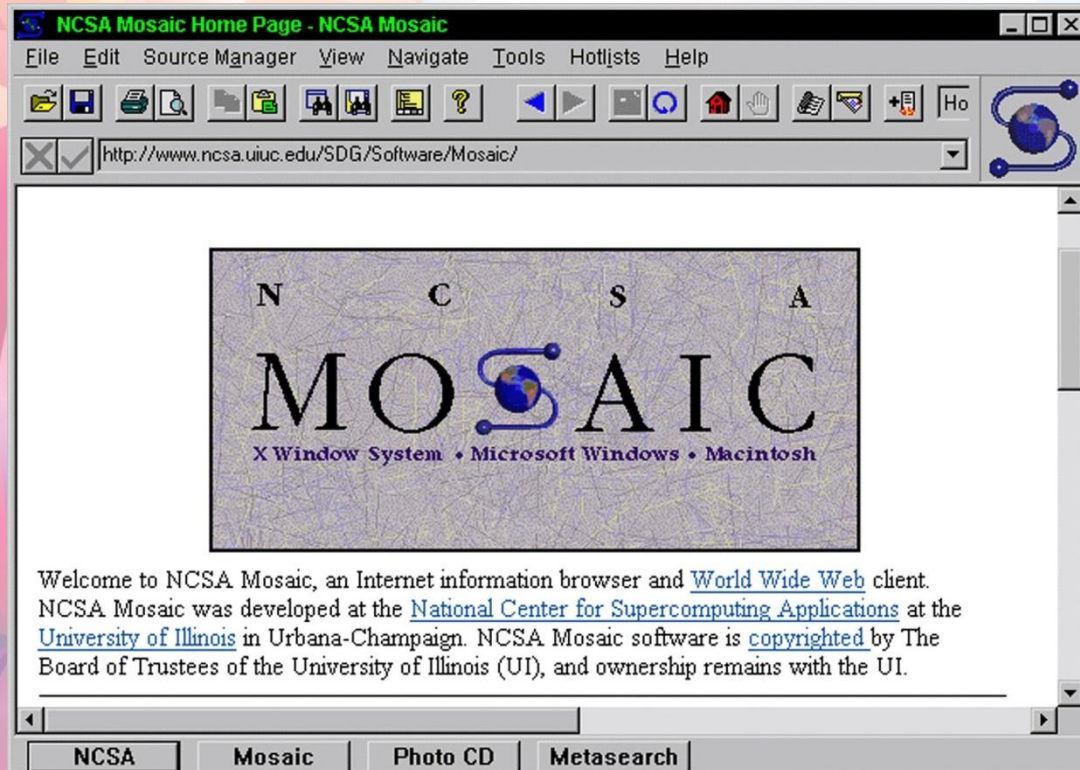 NCSA Mosaic Home Page - NCSA Mosaic
File Edit Source Manager View Navigate Tools Hotlists Help
Ho
http://www.ncsa.uiuc.edu/SDG/Software/Mosaic/
N C S A
MOSAIC
X Window System • Microsoft Windows • Macintosh
Welcome to NCSA Mosaic, an Internet information browser and World Wide Web client.
NCSA Mosaic was developed at the National Center for Supercomputing Applications at the
University of Illinois in Urbana-Champaign. NCSA Mosaic software is copyrighted by The
Board of Trustees of the University of Illinois (UI), and ownership remains with the UI.
NCSA Mosaic Photo CD Metasearch